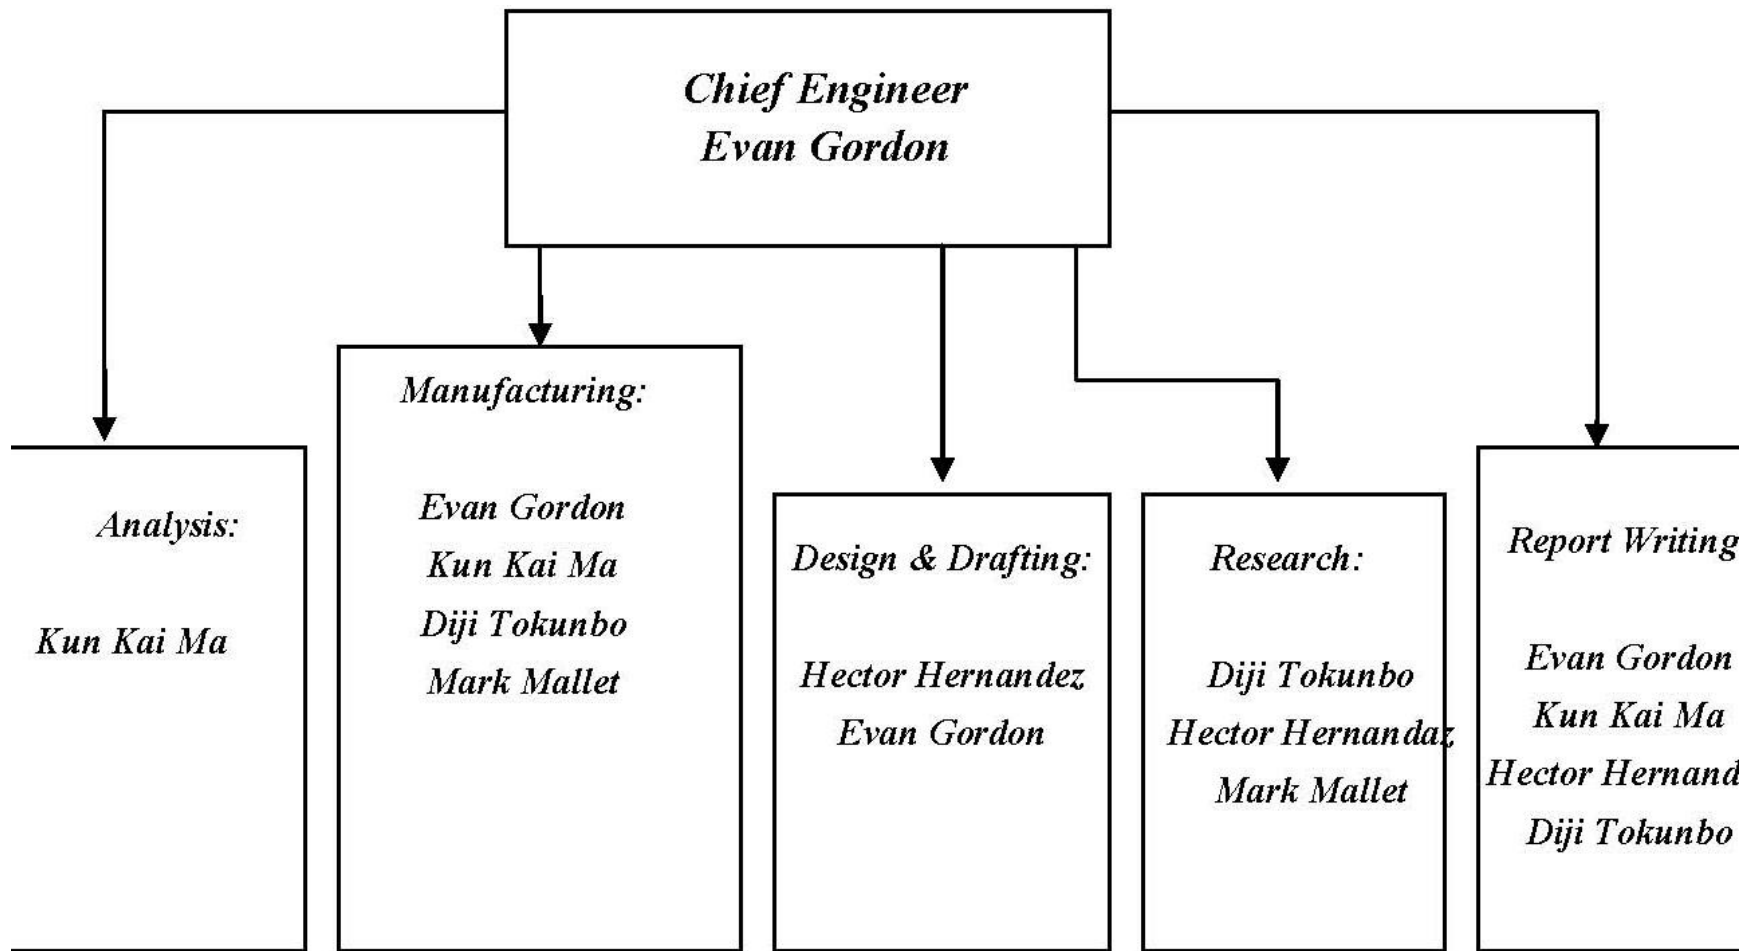 Chief Engineer
Evan Gordon
Analysis:
Kun Kai Ma
Manufacturing:
Evan Gordon
Kun Kai Ma
Diji Tokunbo
Mark Mallet
Design & Drafting:
Hector Hernandez
Evan Gordon
Research:
Diji Tokunbo
Hector Hernandaz
Mark Mallet
Report Writing
Evan Gordon
Kun Kai Ma
Hector Hernand
Diji Tokunbo